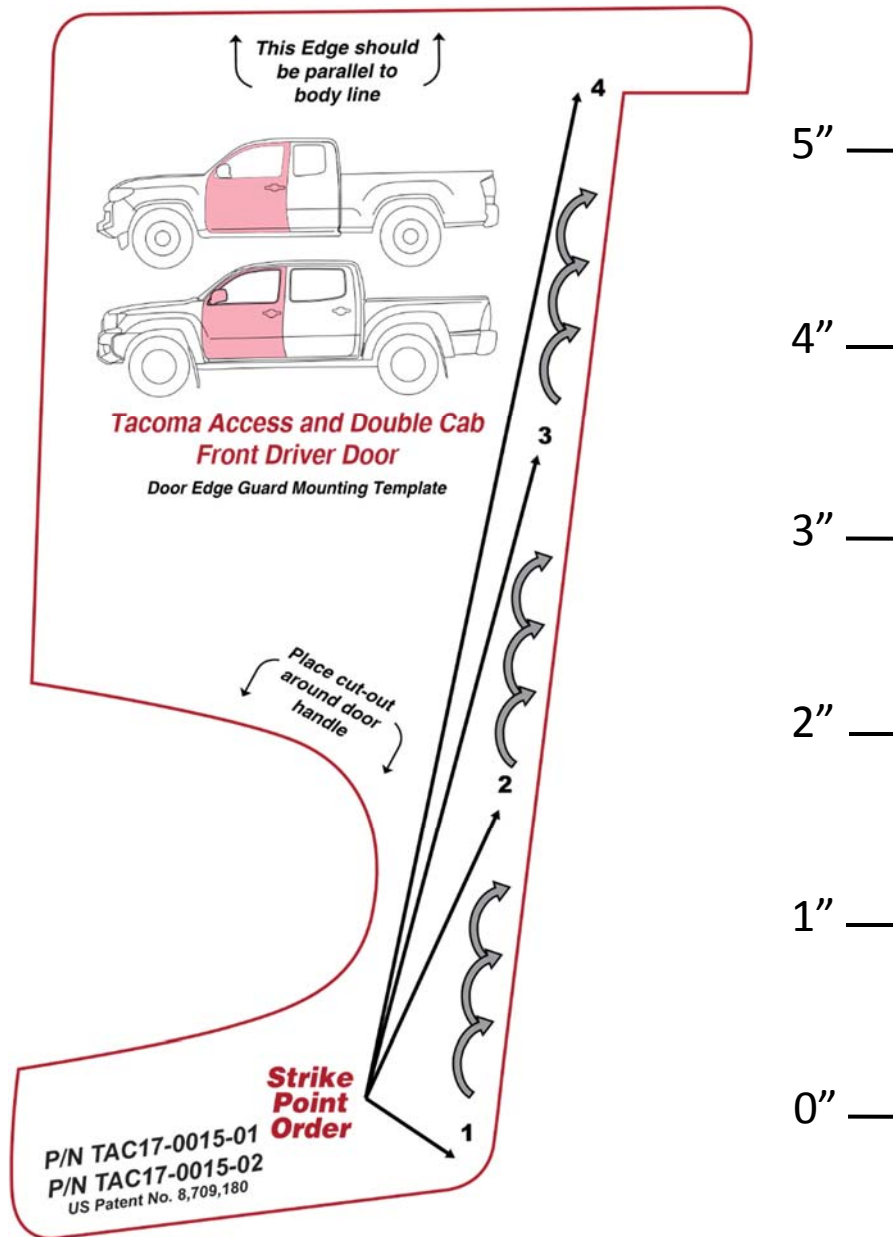 This Edge should
be parallel to
body line
4
5”
4”
Tacoma Access and Double Cab
Front Driver Door
Door Edge Guard Mounting Template
3
3”
Place cut-out
around door
handle
2”
2
1”
Strike
Point
Order
1
0”
P/N TAC17-0015-01
P/N TAC17-0015-02
US Patent No. 8,709,180